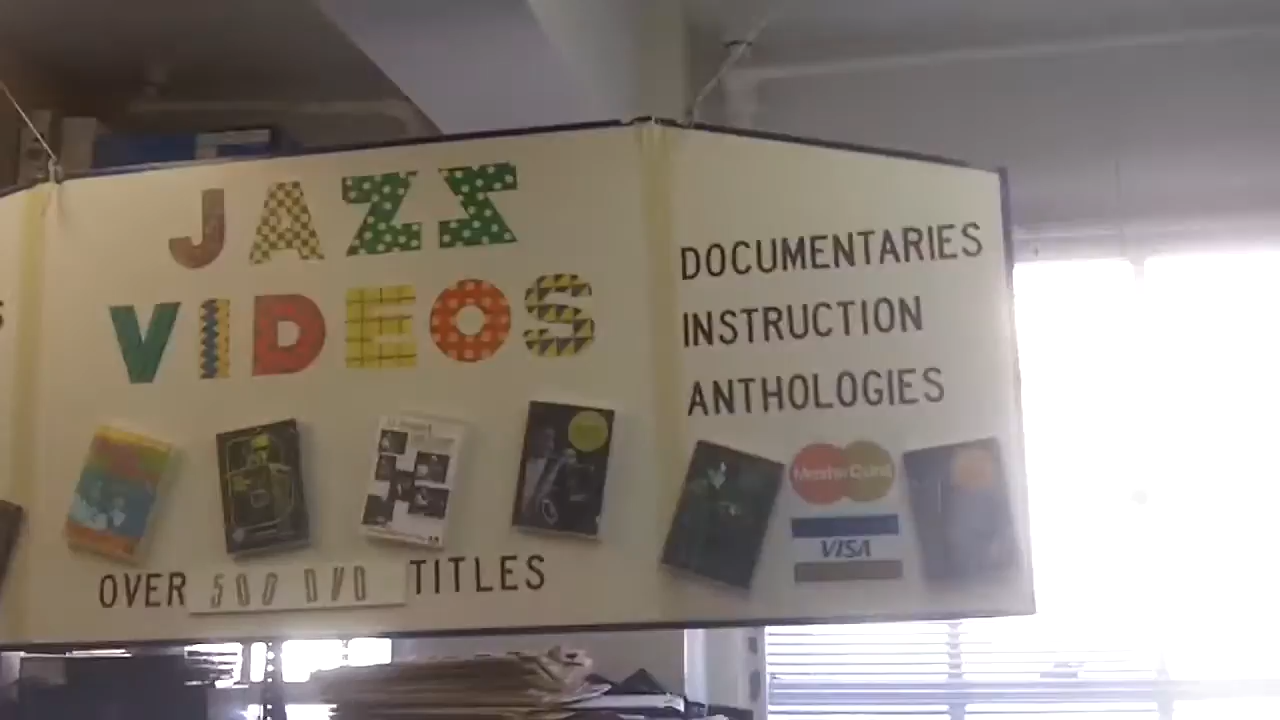 JAZZ
VIDEOS
OVER 500 DVD TITLES
DOCUMENTARIES
INSTRUCTION
ANTHOLOGIES
MasterCard
VISA